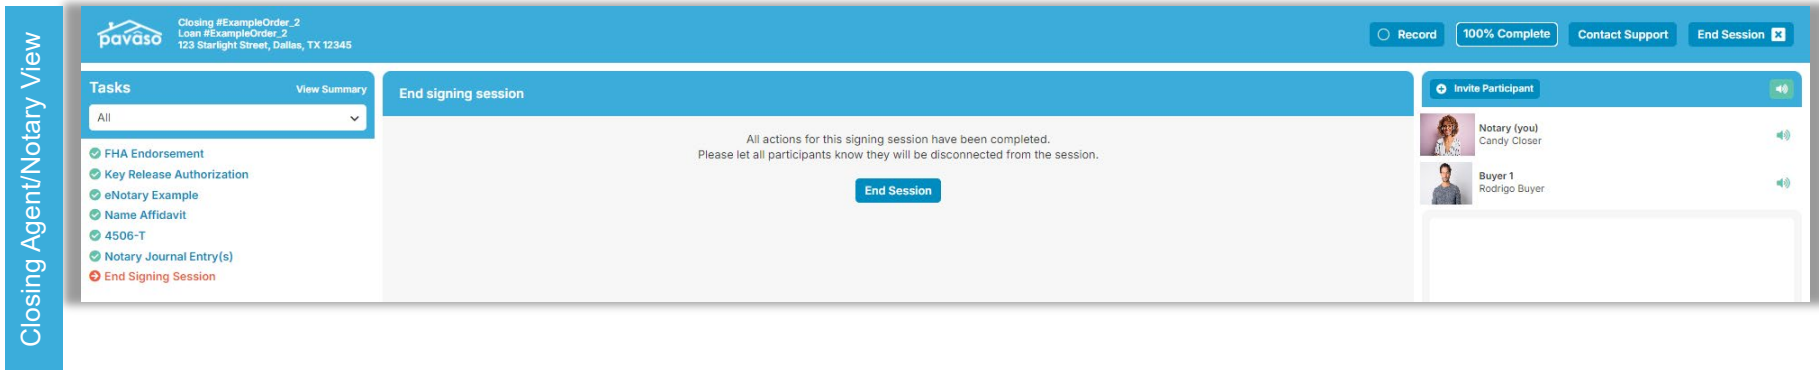 Closing Agent/Notary View
pavaso
Closing #ExampleOrder_2
Loan #ExampleOrder_2
123 Starlight Street, Dallas, TX 12345
Record
100% Complete
Contact Support
End Session
Tasks
View Summary
All
FHA Endorsement
Key Release Authorization
eNotary Example
Name Affidavit
4506-T
Notary Journal Entry(s)
End Signing Session
End signing session
All actions for this signing session have been completed.
Please let all participants know they will be disconnected from the session.
End Session
Invite Participant
Notary (you)
Candy Closer
Buyer 1
Rodrigo Buyer